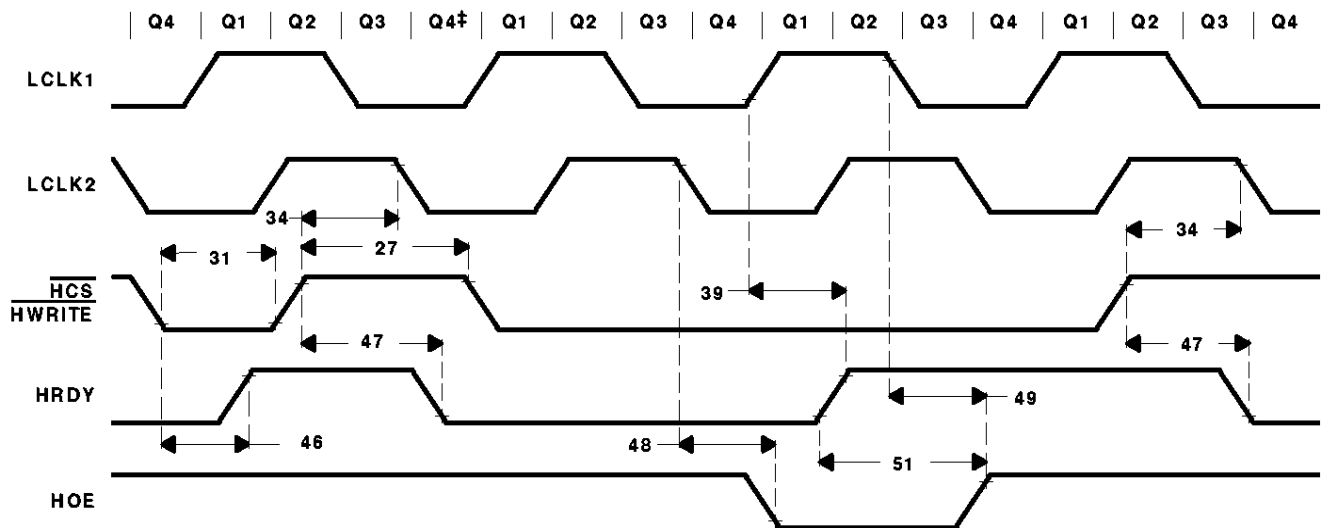 Q4 Q1 Q2 Q3 Q4‡ Q1 Q2 Q3 Q4 Q1 Q2 Q3 Q4 Q1 Q2 Q3 Q4
LCLK1
LCLK2
34
34
31
27
HCS
39
HWRITE
47
47
HRDY
49
46
48
51
HOE